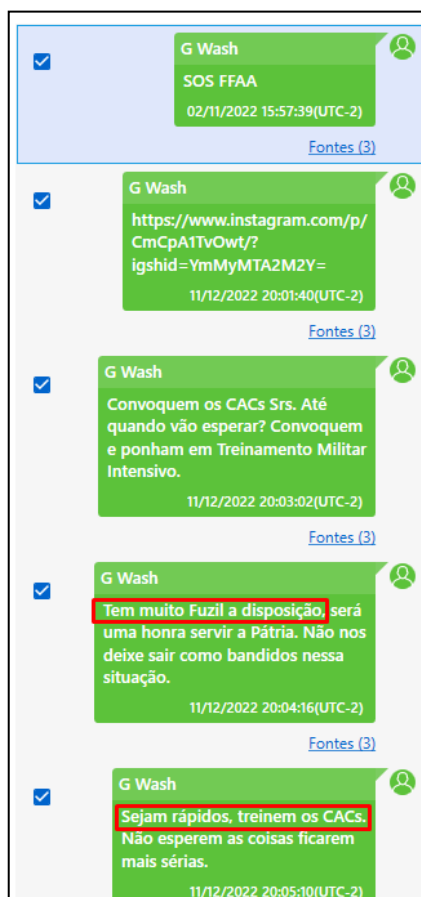 G Wash
SOS FFAA
02/11/2022 15:57:39(UTC-2)
Fontes (3)
G Wash
https://www.instagram.com/p/
CmCpA1TvOwt/?
igshid=YmMyMTA2M2Y=
11/12/2022 20:01:40(UTC-2)
Fontes (3)
G Wash
Convoquem os CACs Srs. Até
quando vão esperar? Convoquem
e ponham em Treinamento Militar
Intensivo.
11/12/2022 20:03:02(UTC-2)
Fontes (3)
G Wash
Tem muito Fuzil a disposição, será
uma honra servir a Pátria. Não nos
deixe sair como bandidos nessa
situação.
11/12/2022 20:04:16(UTC-2)
Fontes (3)
G Wash
Sejam rápidos, treinem os CACs.
Não esperem as coisas ficarem
mais sérias.
11/12/2022 20:05:10(UTC-2)